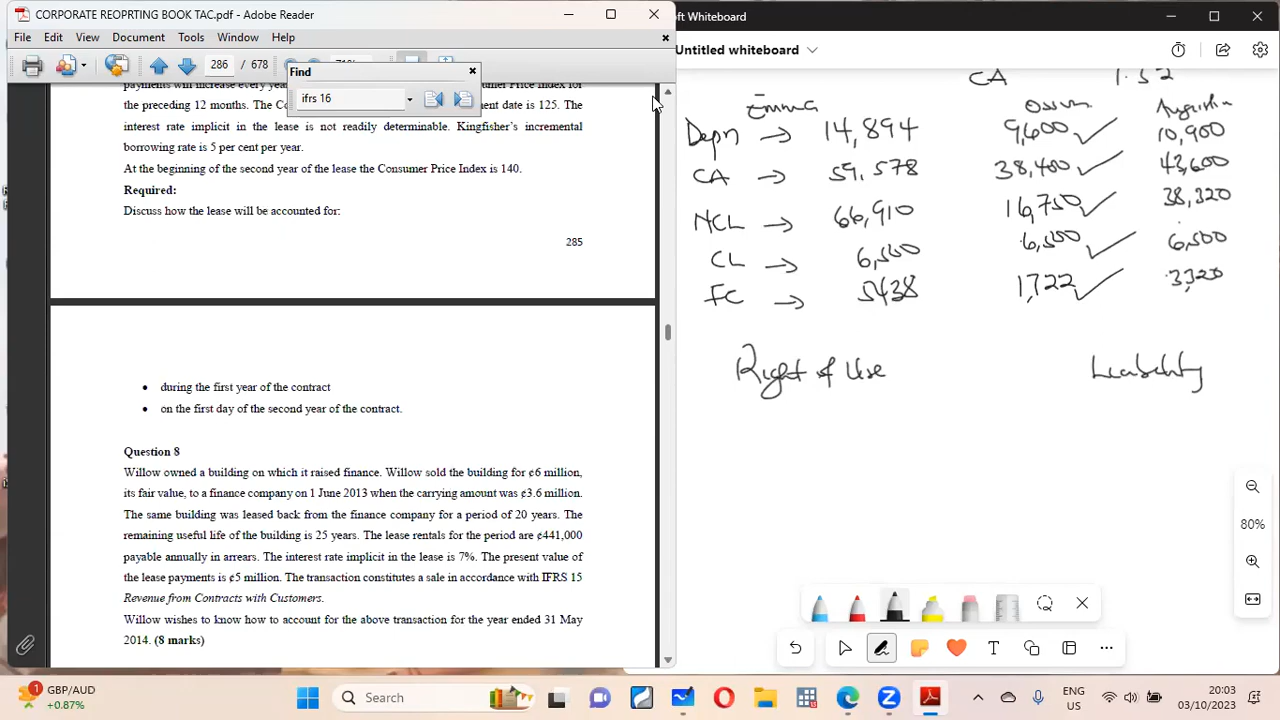 CORPORATE REOPRTING BOOK TAC.pdf - Adobe Reader
File Edit View Document Tools Window Help
286 / 678
Find
ifrs 16
the preceding 12 months. The Co
ment date is 125. The
interest rate implicit in the lease is not readily determinable. Kingfisher's incremental
borrowing rate is 5 per cent per year.
At the beginning of the second year of the lease the Consumer Price Index is 140.
Required:
Discuss how the lease will be accounted for:
285
• during the first year of the contract
• on the first day of the second year of the contract.
Question 8
Willow owned a building on which it raised finance. Willow sold the building for ¢6 million,
its fair value, to a finance company on 1 June 2013 when the carrying amount was ¢3.6 million.
The same building was leased back from the finance company for a period of 20 years. The
remaining useful life of the building is 25 years. The lease rentals for the period are ¢441,000
payable annually in arrears. The interest rate implicit in the lease is 7%. The present value of
the lease payments is ¢5 million. The transaction constitutes a sale in accordance with IFRS 15
Revenue from Contracts with Customers.
Willow wishes to know how to account for the above transaction for the year ended 31 May
2014. (8 marks)
oft Whiteboard
Untitled whiteboard
CA 1.52
Emma Augustin
Depn → 14,894 9,600 ✓ 10,900
CA → 59,578 38,400 ✓ 43,600
NCL → 66,910 16,750 ✓ 38,320
CL → 6,500 6,500 ✓ 6,500
FC → 5438 1,722 ✓ 3,320
Right of Use Liability
80%
1
GBP/AUD
+0.87%
Search
ENG
US
20:03
03/10/2023